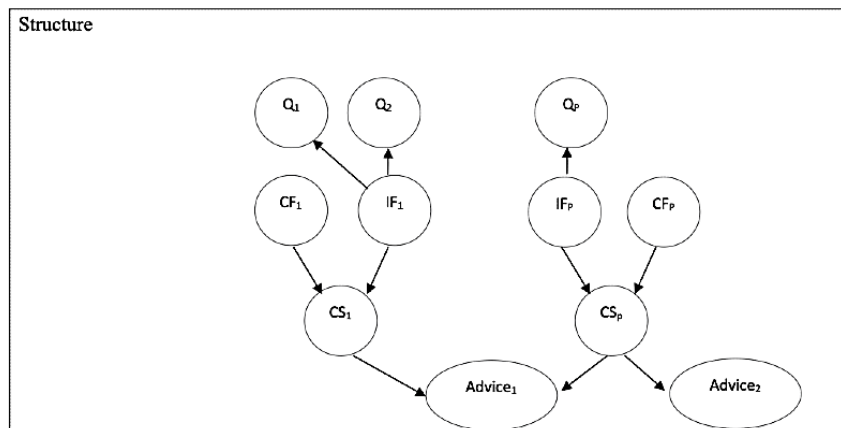 Structure
Q₁ Q₂ Qₚ
CF₁ IF₁ IFₚ CFₚ
CS₁ CSₚ
Advice₁ Advice₂